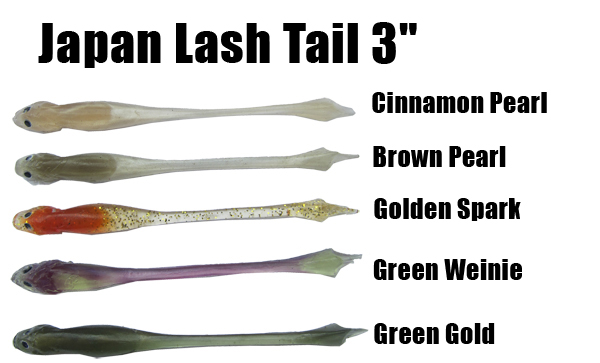 Japan Lash Tail 3"
Cinnamon Pearl
Brown Pearl
Golden Spark
Green Weinie
Green Gold